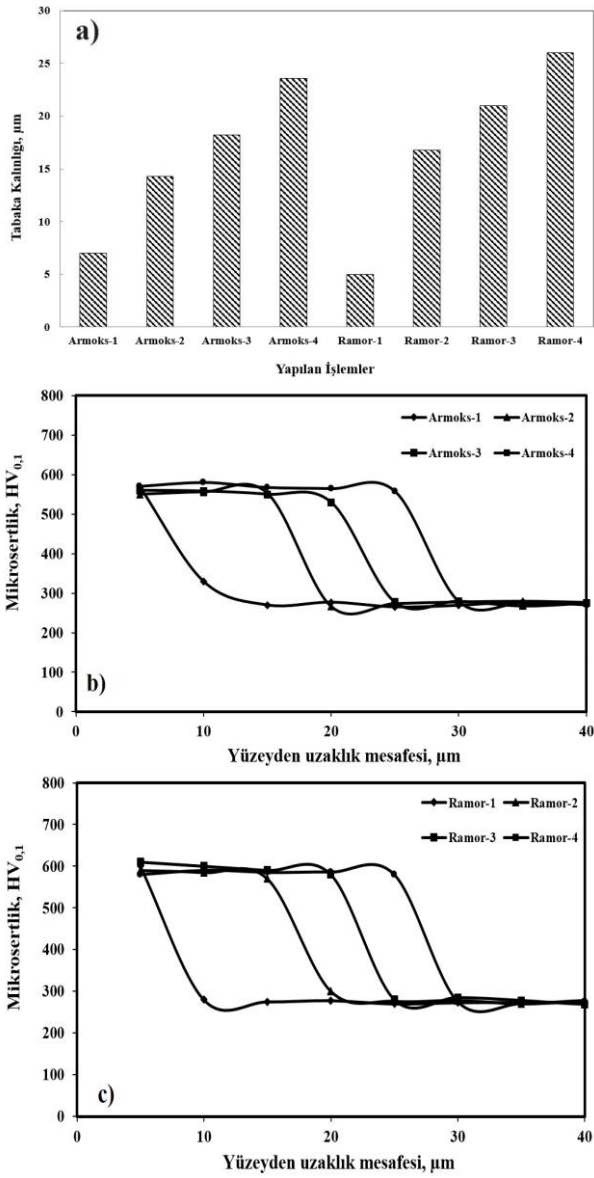 a)
Tabaka Kalınlığı, µm
30
25
20
15
10
5
0
Armoks-1 Armoks-2 Armoks-3 Armoks-4 Ramor-1 Ramor-2 Ramor-3 Ramor-4
Yapılan İşlemler
Mikrosertlik, HV0,1
800
700
600
500
400
300
200
100
0
Armoks-1 Armoks-2
Armoks-3 Armoks-4
b)
0 10 20 30 40
Yüzeyden uzaklık mesafesi, µm
Mikrosertlik, HV0,1
800
700
600
500
400
300
200
100
0
Ramor-1 Ramor-2
Ramor-3 Ramor-4
c)
0 10 20 30 40
Yüzeyden uzaklık mesafesi, µm